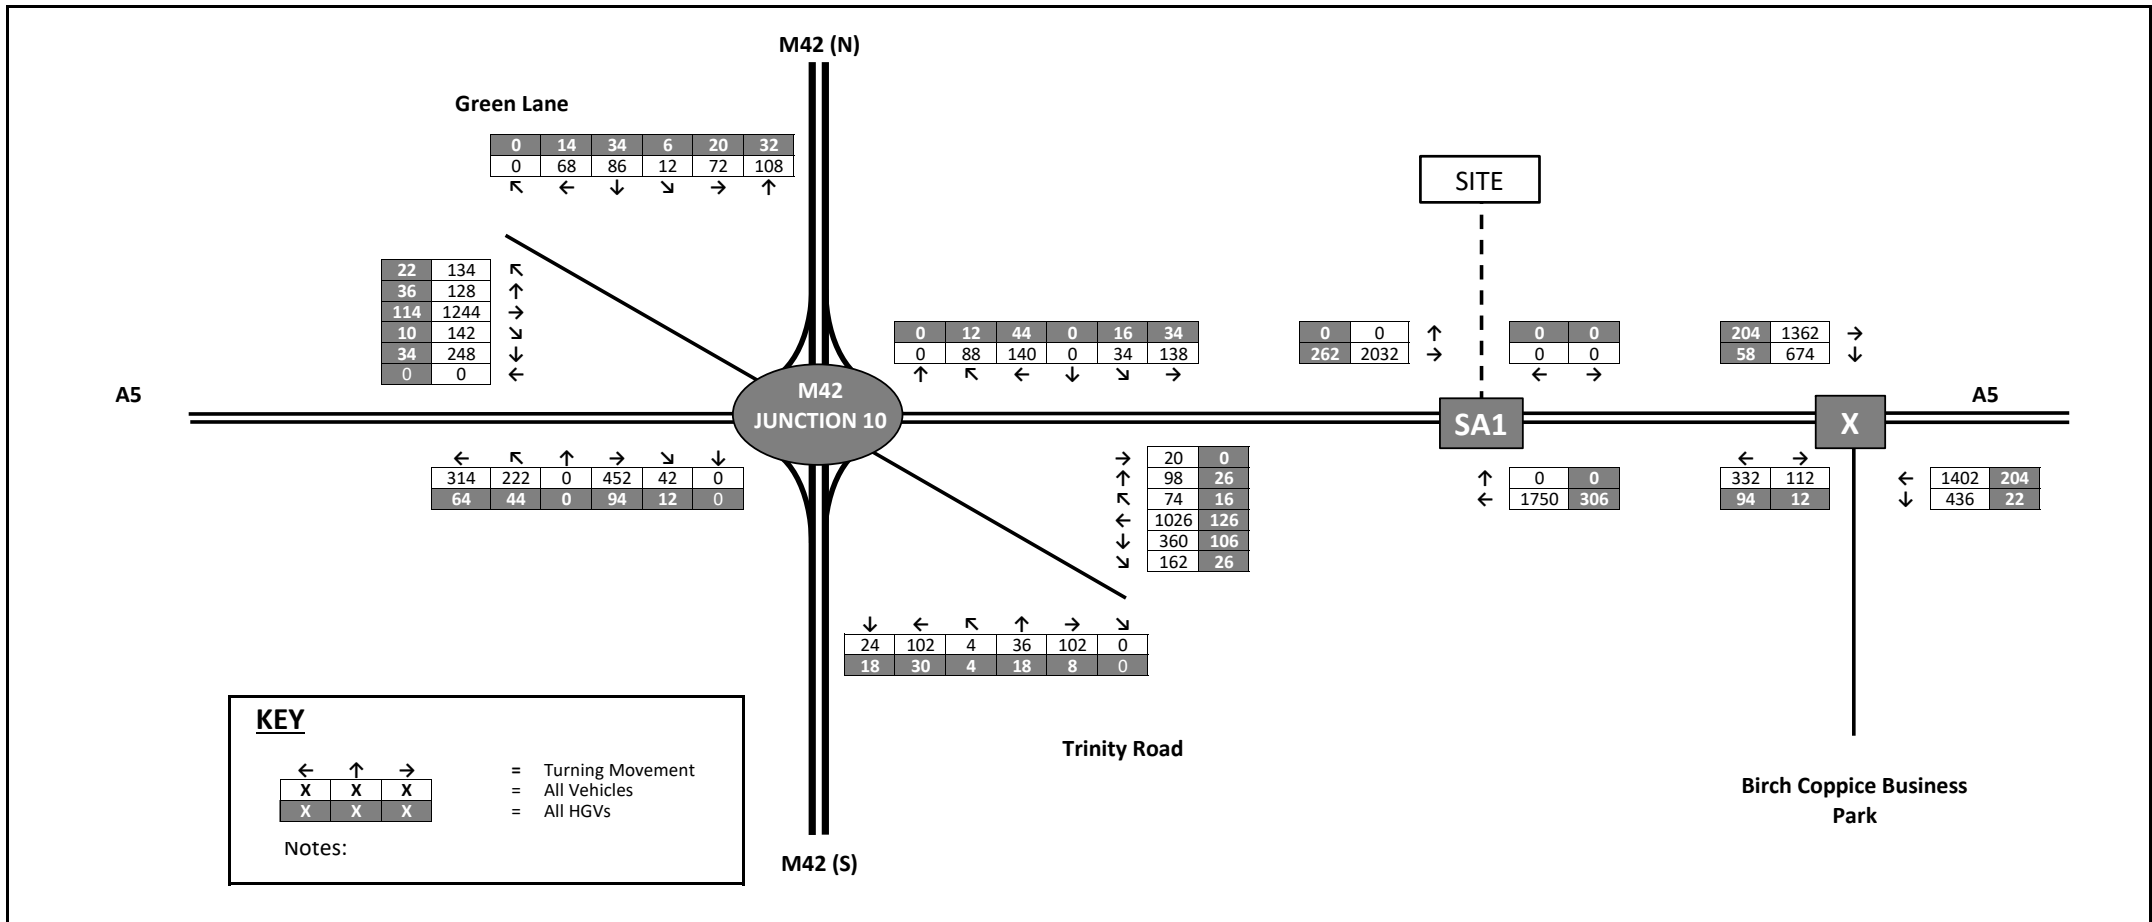 M42 (N)
Green Lane
0 14 34 6 20 32
0 68 86 12 72 108
↖ ← ↓ ↘ → ↑
SITE
22 134 ↖
36 128 ↑
114 1244 →
10 142 ↘
34 248 ↓
0 0 ←
0 12 44 0 16 34
0 88 140 0 34 138
↑ ↖ ← ↓ ↘ →
0 0 ↑
262 2032 →
0 0
0 0
← →
204 1362 →
58 674 ↓
A5
M42
JUNCTION 10
SA1
X
A5
← ↖ ↑ → ↘ ↓
314 222 0 452 42 0
64 44 0 94 12 0
→ 20 0
↑ 98 26
↖ 74 16
← 1026 126
↓ 360 106
↘ 162 26
↑ 0 0
← 1750 306
← →
332 112
94 12
← 1402 204
↓ 436 22
↓ ← ↖ ↑ → ↘
24 102 4 36 102 0
18 30 4 18 8 0
KEY
← ↑ → = Turning Movement
X X X = All Vehicles
X X X = All HGVs
Notes:
Trinity Road
Birch Coppice Business
Park
M42 (S)